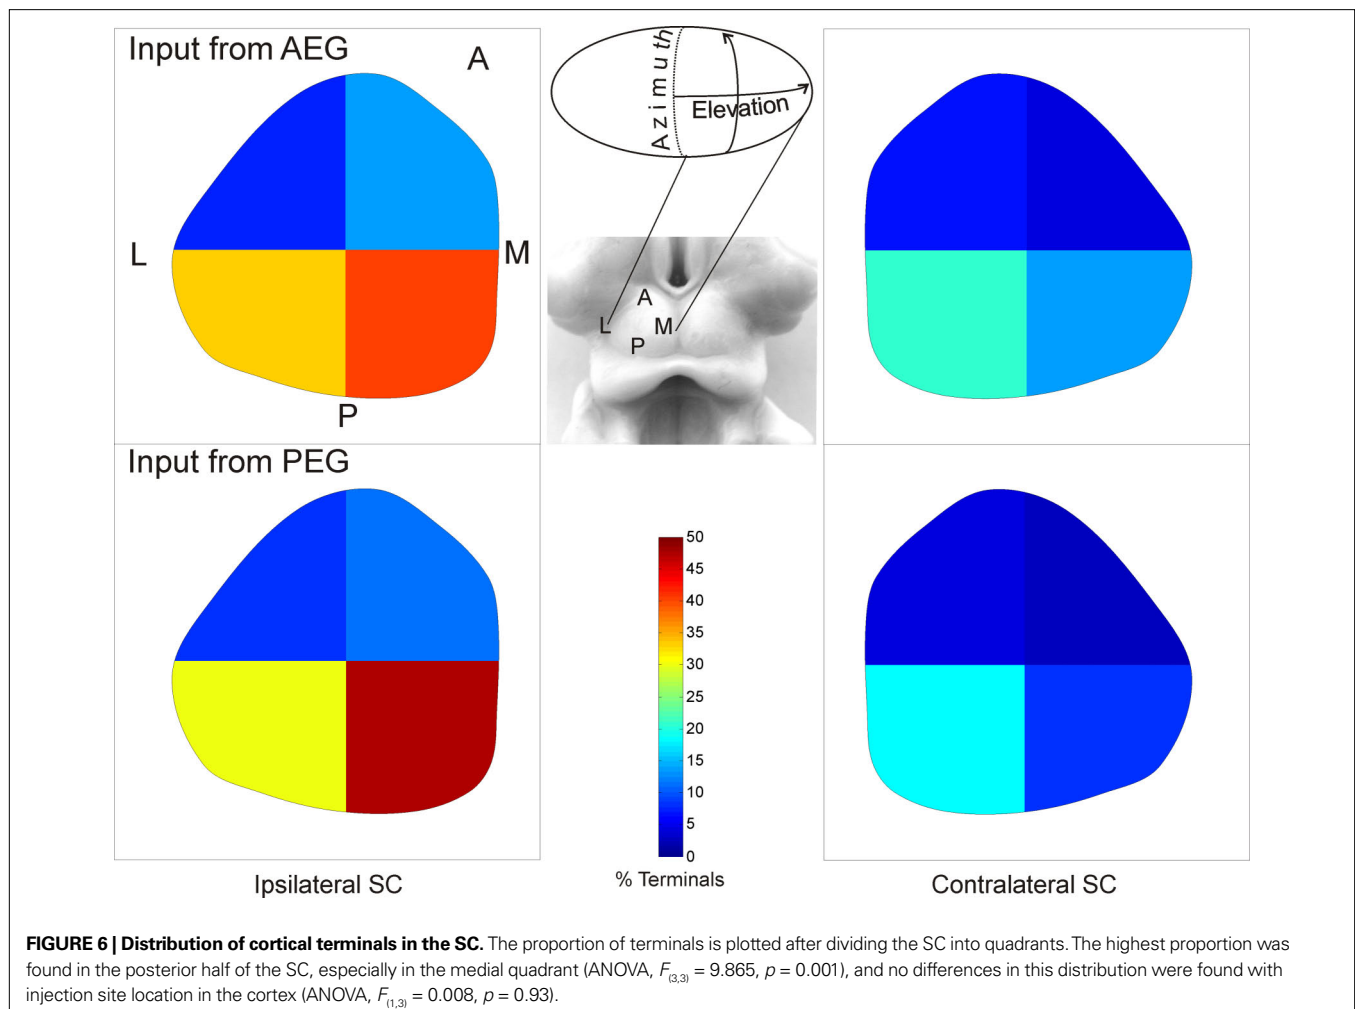 Input from AEG
A
L
M
P
Azimuth
Elevation
A
L
M
P
Input from PEG
50
45
40
35
30
25
20
15
10
5
0
% Terminals
Ipsilateral SC
Contralateral SC
FIGURE 6 | Distribution of cortical terminals in the SC. The proportion of terminals is plotted after dividing the SC into quadrants. The highest proportion was
found in the posterior half of the SC, especially in the medial quadrant (ANOVA, F(3,3) = 9.865, p = 0.001), and no differences in this distribution were found with
injection site location in the cortex (ANOVA, F(1,3) = 0.008, p = 0.93).